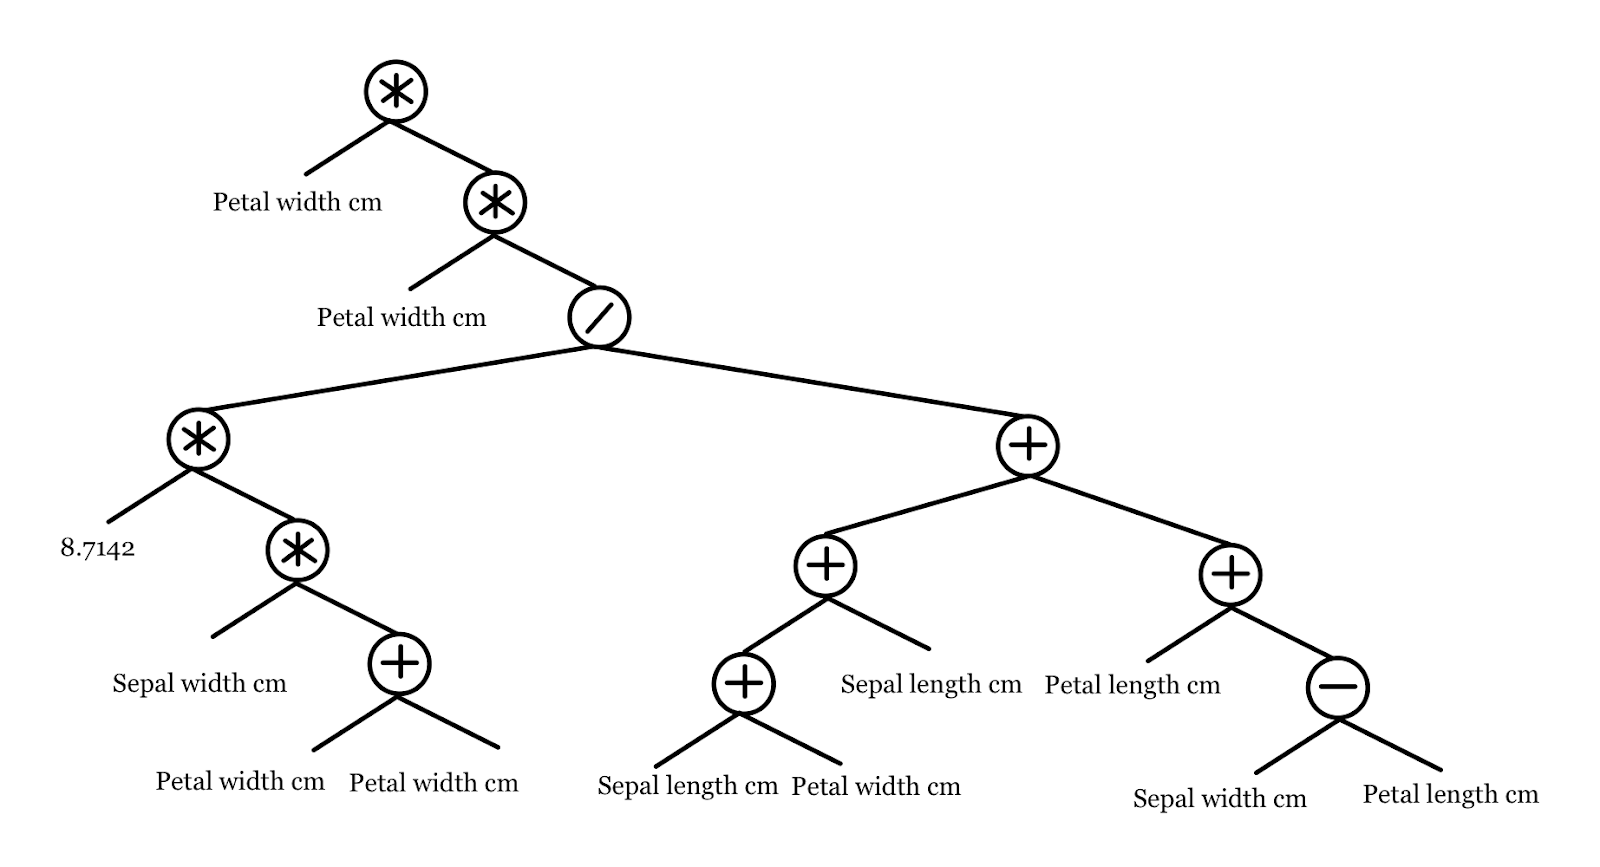 *
Petal width cm
*
Petal width cm
/
*
+
8.7142
*
+
+
Sepal width cm
+
+
Sepal length cm
Petal length cm
−
Petal width cm
Petal width cm
Sepal length cm
Petal width cm
Sepal width cm
Petal length cm